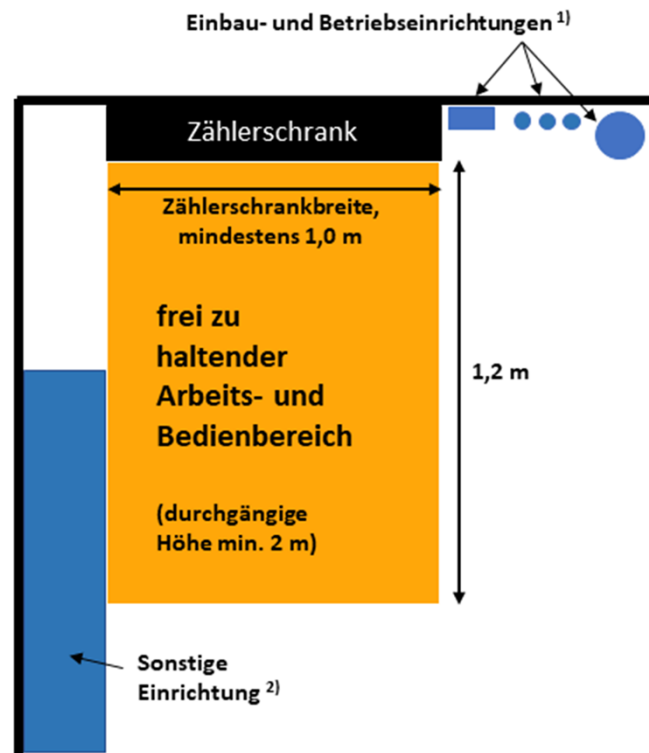 Einbau- und Betriebseinrichtungen 1)
Zählerschrank
Zählerschrankbreite,
mindestens 1,0 m
frei zu
haltender
Arbeits- und
Bedienbereich
1,2 m
(durchgängige
Höhe min. 2 m)
Sonstige
Einrichtung 2)